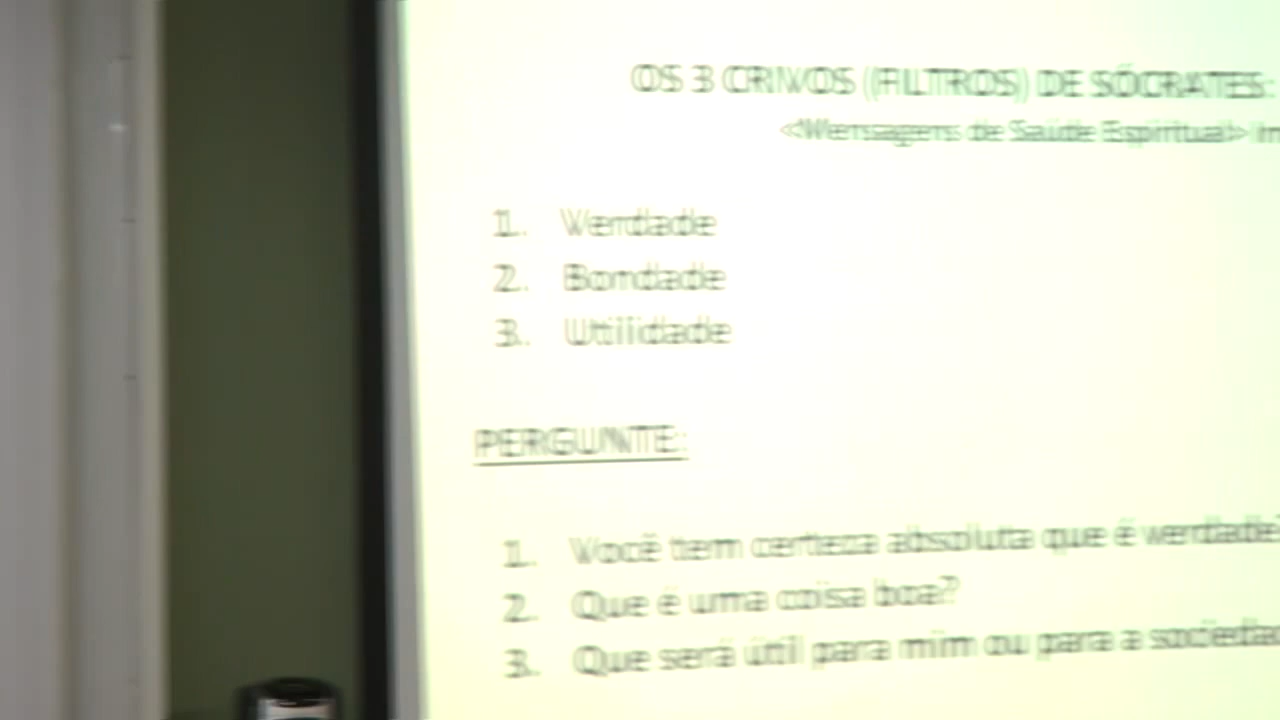 OS 3 CRIVOS (FILTROS) DE SÓCRATES:
<Mensagens de Saúde Espiritual>
1. Verdade
2. Bondade
3. Utilidade
PERGUNTE:
1. Você tem certeza absoluta que é verdade?
2. Que é uma coisa boa?
3. Que será útil para mim ou para a